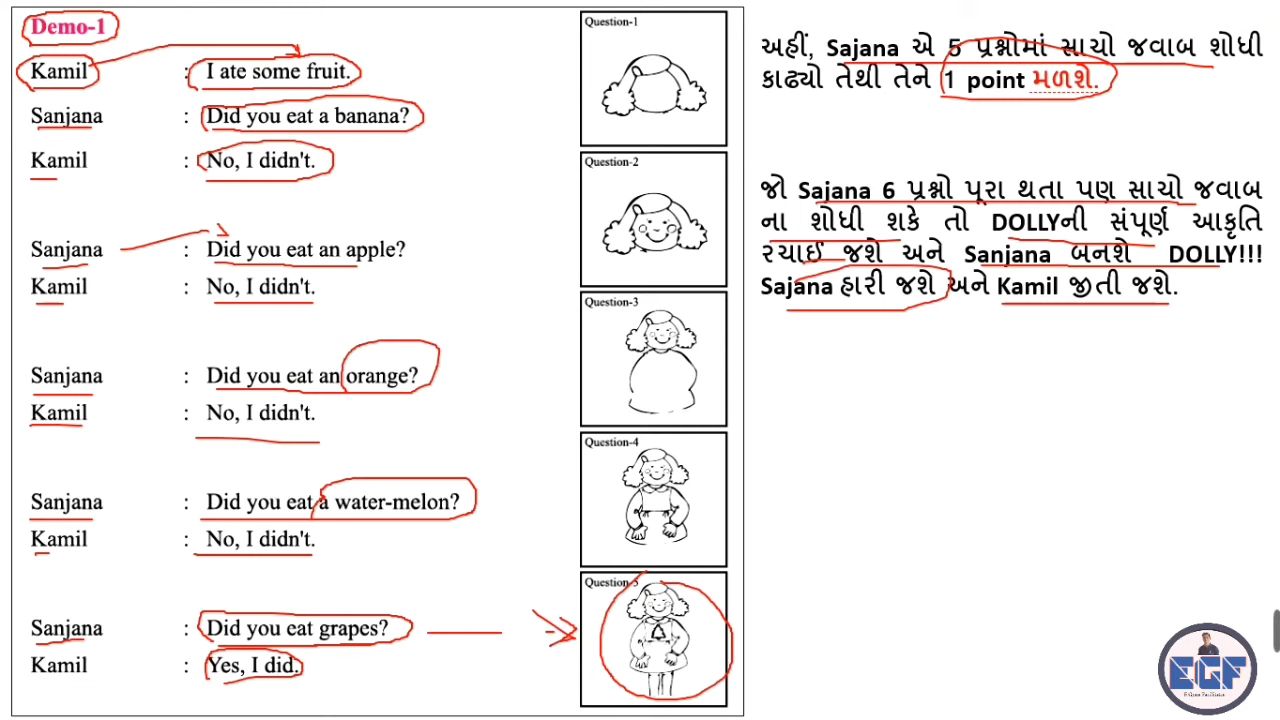 Demo-1
Kamil : I ate some fruit.
Sanjana : Did you eat a banana?
Kamil : No, I didn't.
Sanjana : Did you eat an apple?
Kamil : No, I didn't.
Sanjana : Did you eat an orange?
Kamil : No, I didn't.
Sanjana : Did you eat a water-melon?
Kamil : No, I didn't.
Sanjana : Did you eat grapes?
Kamil : Yes, I did.
Question-1
Question-2
Question-3
Question-4
Question-5
અહીં, Sajana એ 5 પ્રશ્નોમાં સાચો જવાબ શોધી
કાઢ્યો તેથી તેને 1 point મળશે.
જો Sajana 6 પ્રશ્નો પૂરા થતા પણ સાચો જવાબ
ના શોધી શકે તો DOLLYની સંપૂર્ણ આકૃતિ
રચાઈ જશે અને Sanjana બનશે DOLLY!!!
Sajana હારી જશે અને Kamil જીતી જશે.
EGF